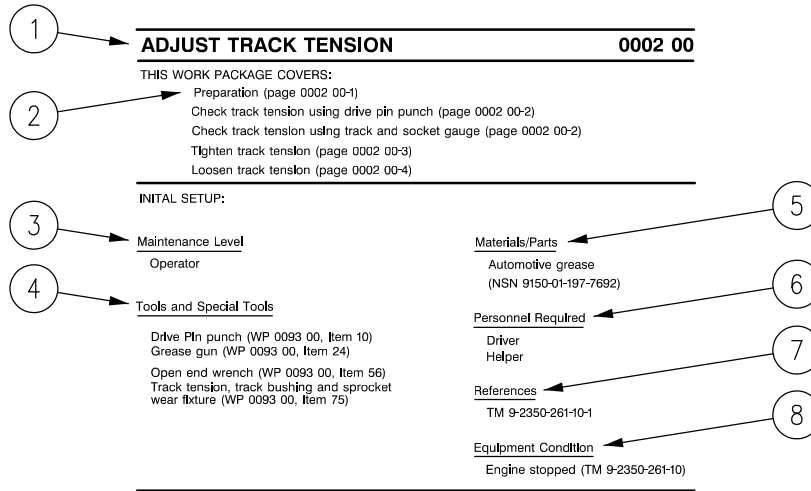 1
ADJUST TRACK TENSION 0002 00
THIS WORK PACKAGE COVERS:
2
Preparation (page 0002 00-1)
Check track tension using drive pin punch (page 0002 00-2)
Check track tension using track and socket gauge (page 0002 00-2)
Tighten track tension (page 0002 00-3)
Loosen track tension (page 0002 00-4)
INITAL SETUP:
3
Maintenance Level
Operator
4
Tools and Special Tools
Drive Pin punch (WP 0093 00, Item 10)
Grease gun (WP 0093 00, Item 24)
Open end wrench (WP 0093 00, Item 56)
Track tension, track bushing and sprocket
wear fixture (WP 0093 00, Item 75)
5
Materials/Parts
Automotive grease
(NSN 9150-01-197-7692)
6
Personnel Required
Driver
Helper
7
References
TM 9-2350-261-10-1
8
Equipment Condition
Engine stopped (TM 9-2350-261-10)